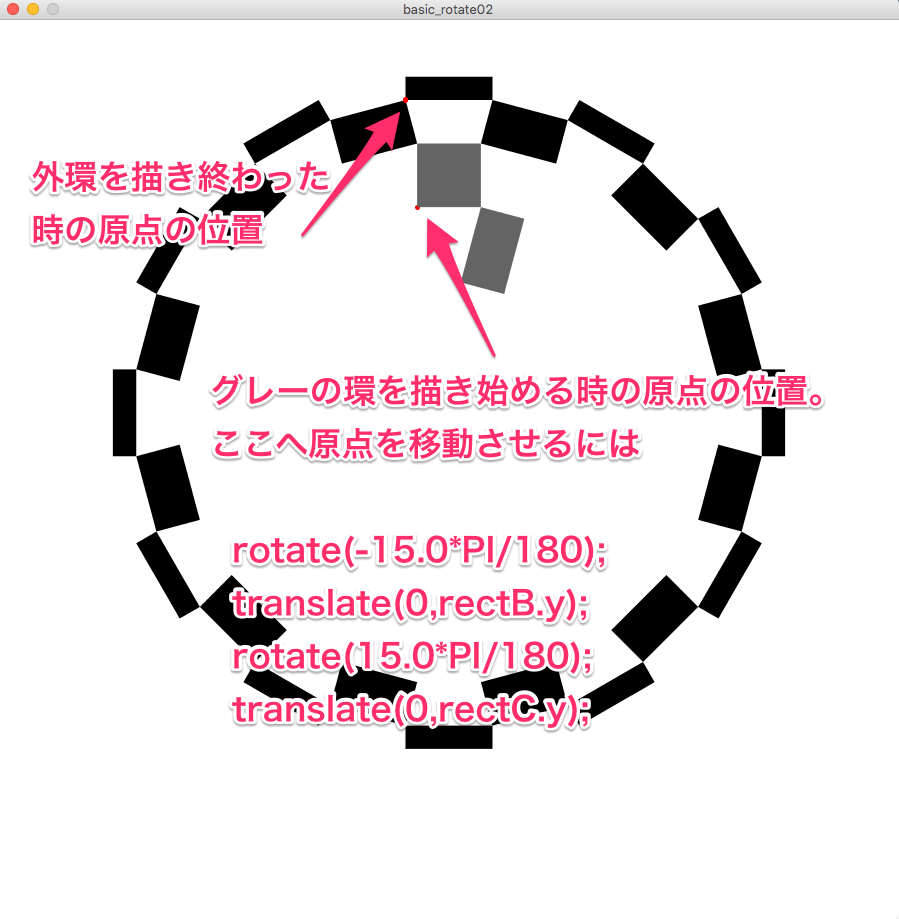 basic_rotate02
外環を描き終わった
時の原点の位置
グレーの環を描き始める時の原点の位置。
ここへ原点を移動させるには
rotate(-15.0*PI/180);
translate(0,rectB.y);
rotate(15.0*PI/180);
translate(0,rectC.y);